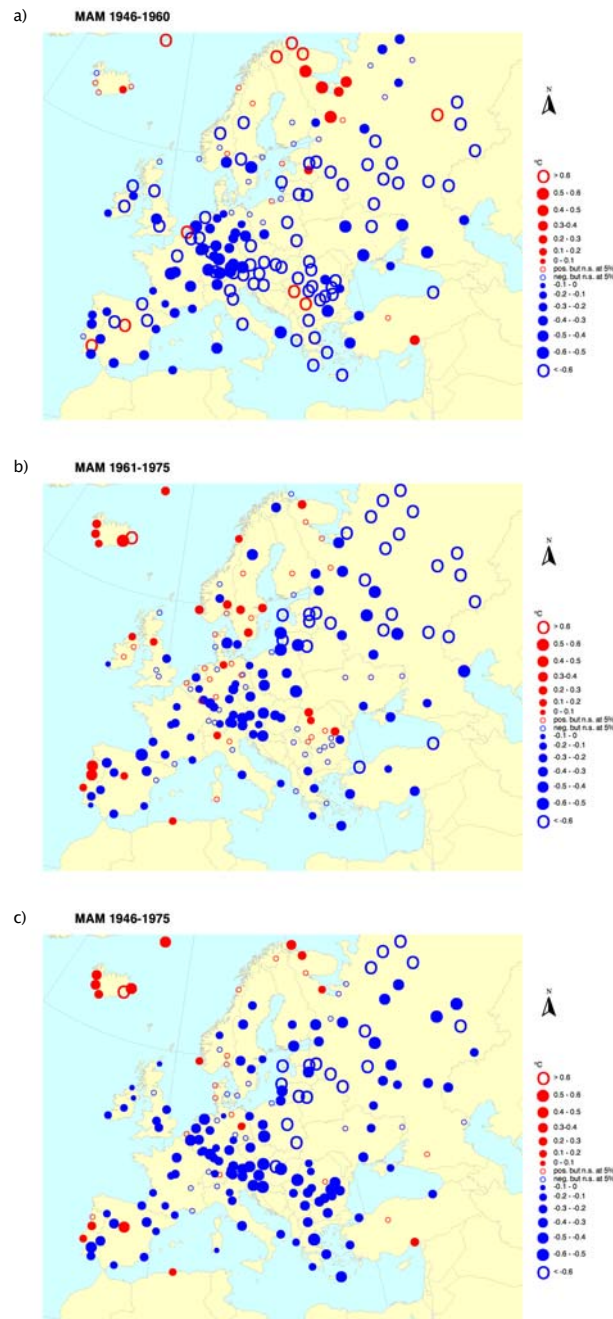 a)
MAM 1946-1960
N
°C
> 0.6
0.5 - 0.6
0.4 - 0.5
0.3-0.4
0.2 - 0.3
0.1 - 0.2
0 - 0.1
pos. but n.s. at 5%
neg. but n.s. at 5%
-0.1 - 0
-0.2 - -0.1
-0.3 - -0.2
-0.4 - -0.3
-0.5 - -0.4
-0.6 - -0.5
< -0.6
b)
MAM 1961-1975
N
°C
> 0.6
0.5 - 0.6
0.4 - 0.5
0.3-0.4
0.2 - 0.3
0.1 - 0.2
0 - 0.1
pos. but n.s. at 5%
neg. but n.s. at 5%
-0.1 - 0
-0.2 - -0.1
-0.3 - -0.2
-0.4 - -0.3
-0.5 - -0.4
-0.6 - -0.5
< -0.6
c)
MAM 1946-1975
N
°C
> 0.6
0.5 - 0.6
0.4 - 0.5
0.3-0.4
0.2 - 0.3
0.1 - 0.2
0 - 0.1
pos. but n.s. at 5%
neg. but n.s. at 5%
-0.1 - 0
-0.2 - -0.1
-0.3 - -0.2
-0.4 - -0.3
-0.5 - -0.4
-0.6 - -0.5
< -0.6